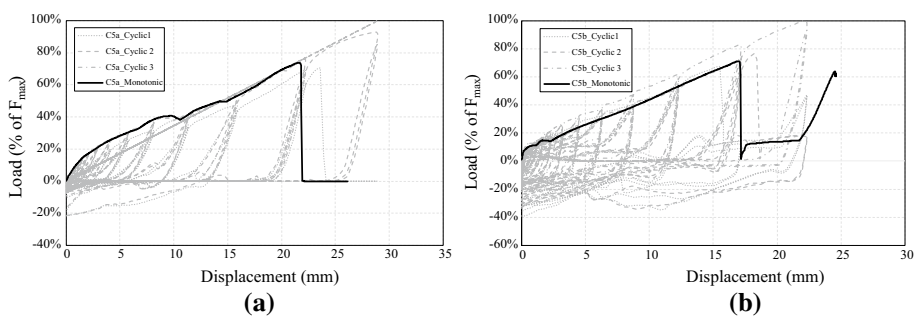 100%
80%
60%
40%
20%
0%
-20%
-40%
Load (% of Fmax)
C5a_Cyclic1
C5a_Cyclic 2
C5a_Cyclic 3
C5a_Monotonic
0 5 10 15 20 25 30 35
Displacement (mm)
(a)
100%
80%
60%
40%
20%
0%
-20%
-40%
-60%
Load (% of Fmax)
C5b_Cyclic1
C5b_Cyclic 2
C5b_Cyclic 3
C5b_Monotonic
0 5 10 15 20 25 30
Displacement (mm)
(b)